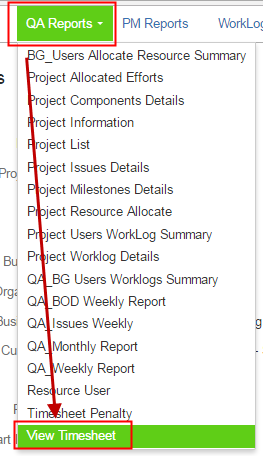 QA Reports PM Reports WorkLog
BG_Users Allocate Resource Summary
Project Allocated Efforts
Project Components Details
Project Information
Project List
Project Issues Details
Project Milestones Details
Project Resource Allocate
Project Users WorkLog Summary
Project Worklog Details
QA_BG Users Worklogs Summary
QA_BOD Weekly Report
QA_Issues Weekly
QA_Monthly Report
QA_Weekly Report
Resource User
Timesheet Penalty
View Timesheet